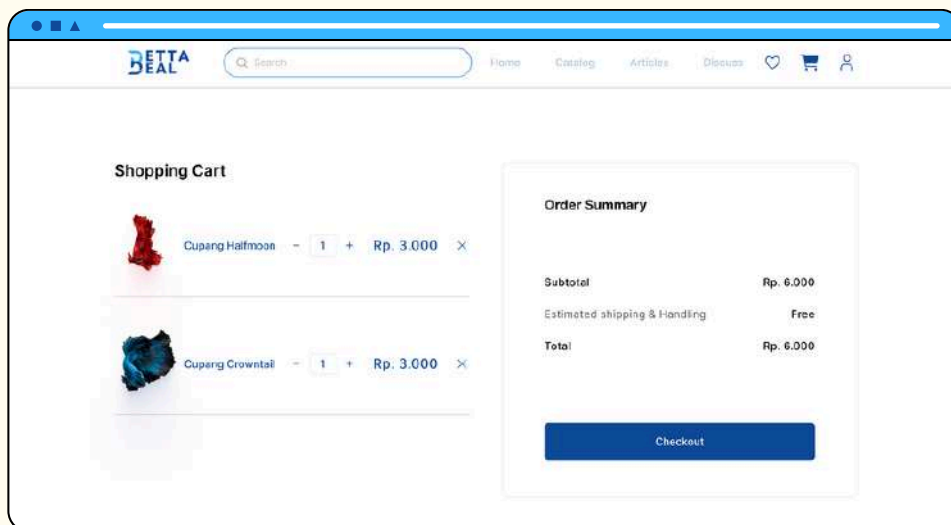 BETTA
DEAL
Search
Home Catalog Articles Discuss
Shopping Cart
Cupang Halfmoon - 1 + Rp. 3.000 ×
Cupang Crowntail - 1 + Rp. 3.000 ×
Order Summary
Subtotal Rp. 6.000
Estimated shipping & Handling Free
Total Rp. 6.000
Checkout